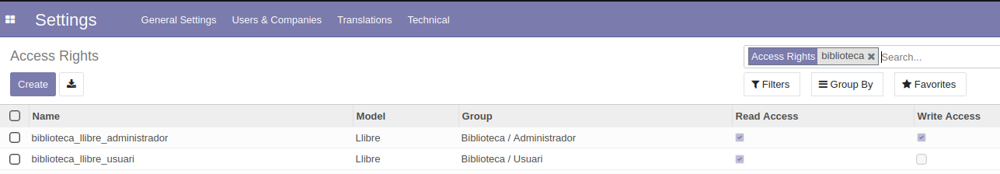 Settings General Settings Users & Companies Translations Technical
Access Rights
Access Rights biblioteca Search...
Create
Filters Group By Favorites
Name Model Group Read Access Write Access
biblioteca_llibre_administrador Llibre Biblioteca / Administrador
biblioteca_llibre_usuari Llibre Biblioteca / Usuari